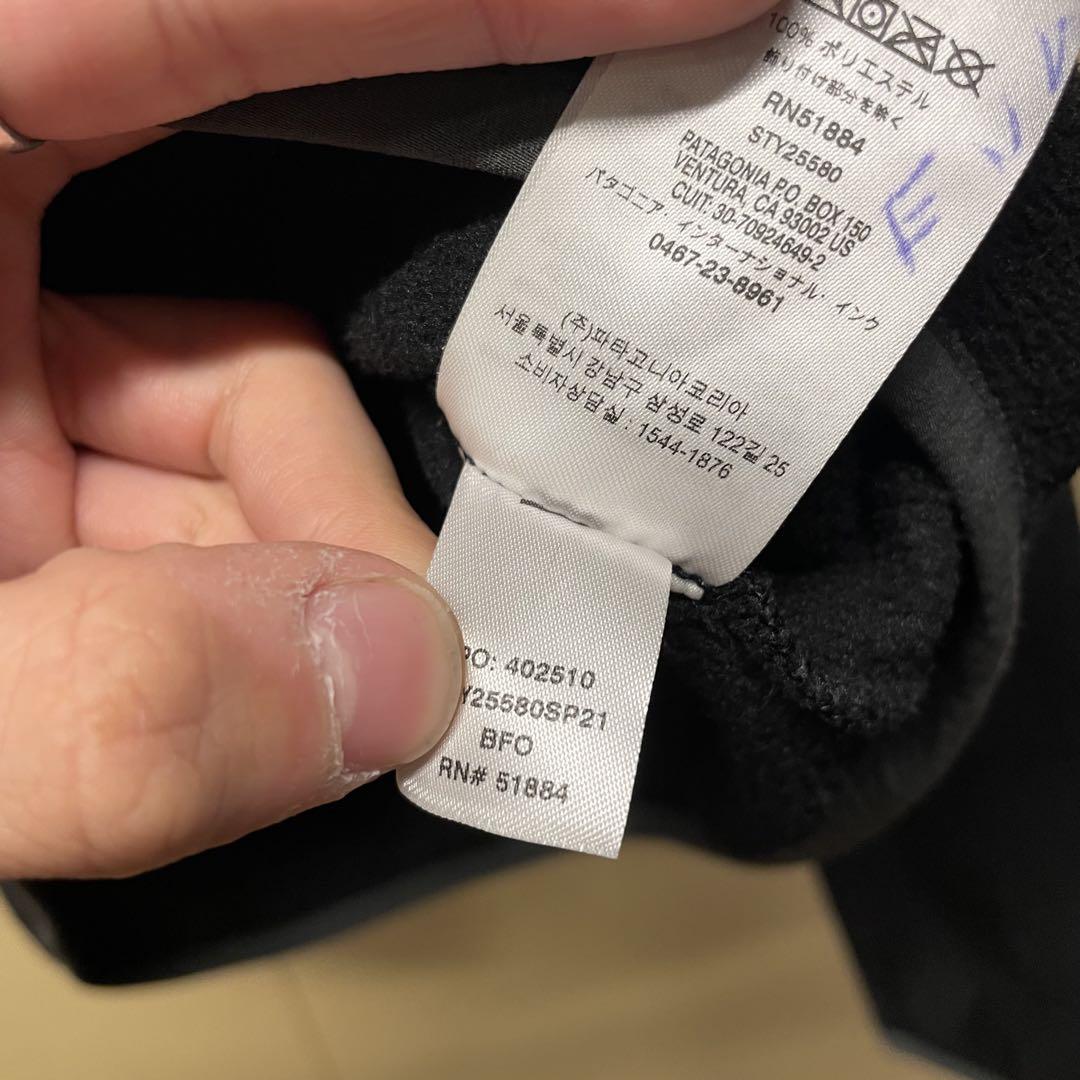 100% ポリエステル
飾り付け部分を除く
RN51884
STY25580
PATAGONIA P.O. BOX 150
VENTURA, CA 93002 US
CUIT: 30-70924649-2
パタゴニア・インターナショナル・インク
0467-23-8961
(주)파타고니아코리아
서울특별시 강남구 삼성로 122길 25
소비자상담실 : 1544-1876
PO: 402510
Y25580SP21
BFO
RN# 51884